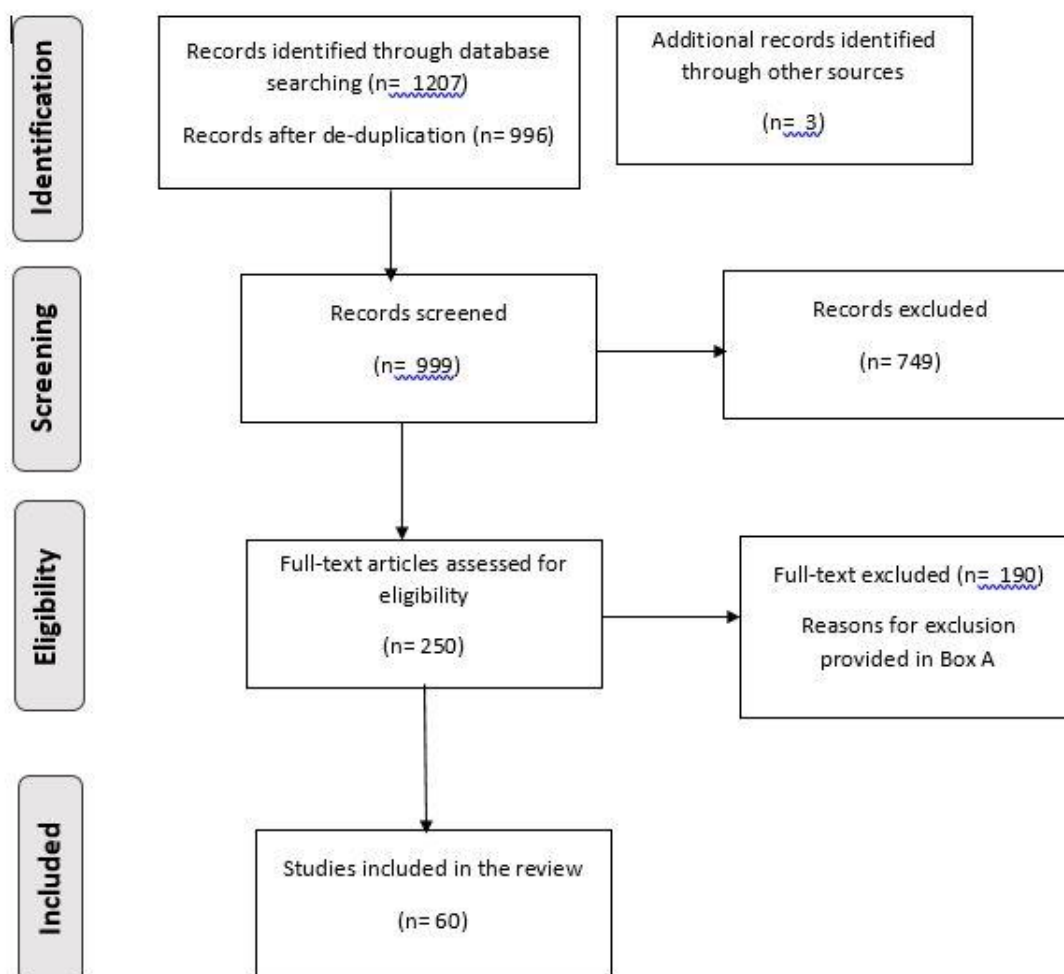 Identification
Records identified through database
searching (n= 1207)
Records after de-duplication (n= 996)
Additional records identified
through other sources
(n= 3)
Screening
Records screened
(n= 999)
Records excluded
(n= 749)
Eligibility
Full-text articles assessed for
eligibility
(n= 250)
Full-text excluded (n= 190)
Reasons for exclusion
provided in Box A
Included
Studies included in the review
(n= 60)